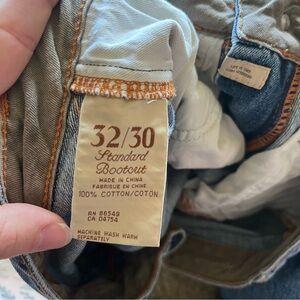 32/30
Standard
Bootcut
MADE IN CHINA
FABRIQUE EN CHINE
100% COTTON/COTON
RN 86549
CA 04754
MACHINE WASH WARM
SEPARATELY